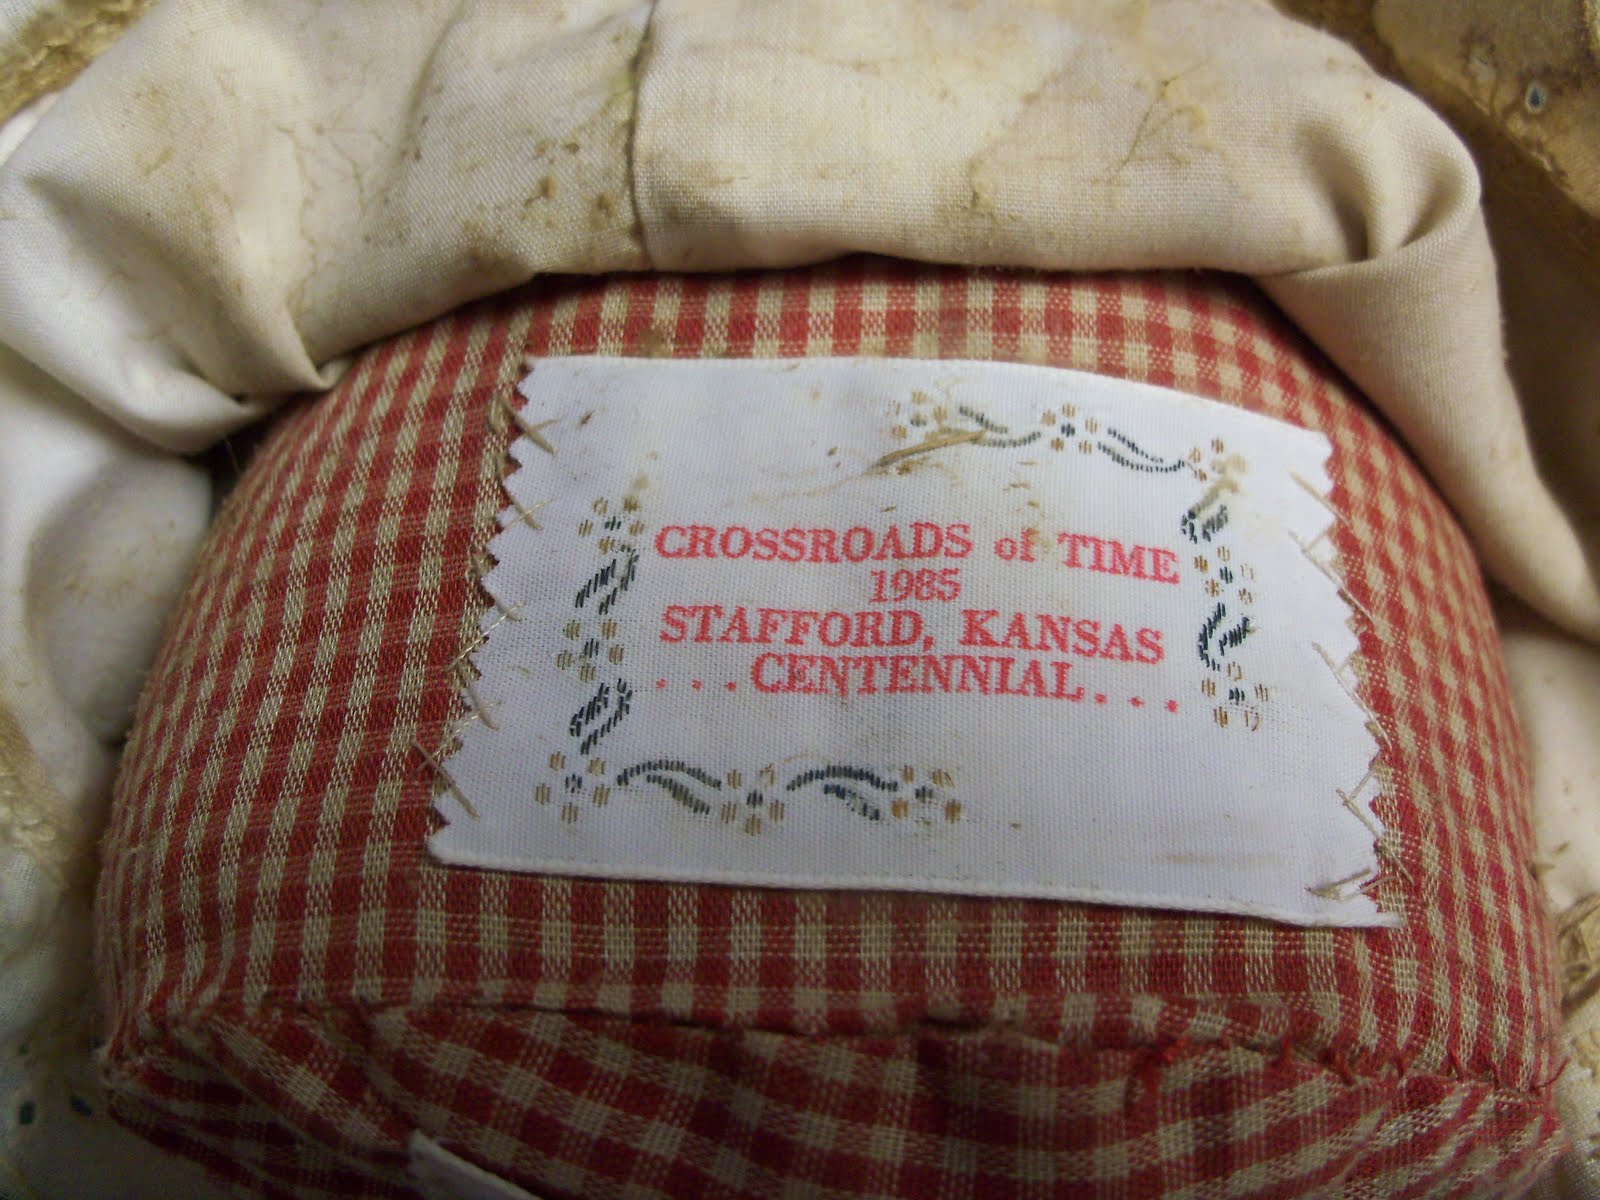 CROSSROADS of TIME
1985
STAFFORD, KANSAS
. . . CENTENNIAL . . .